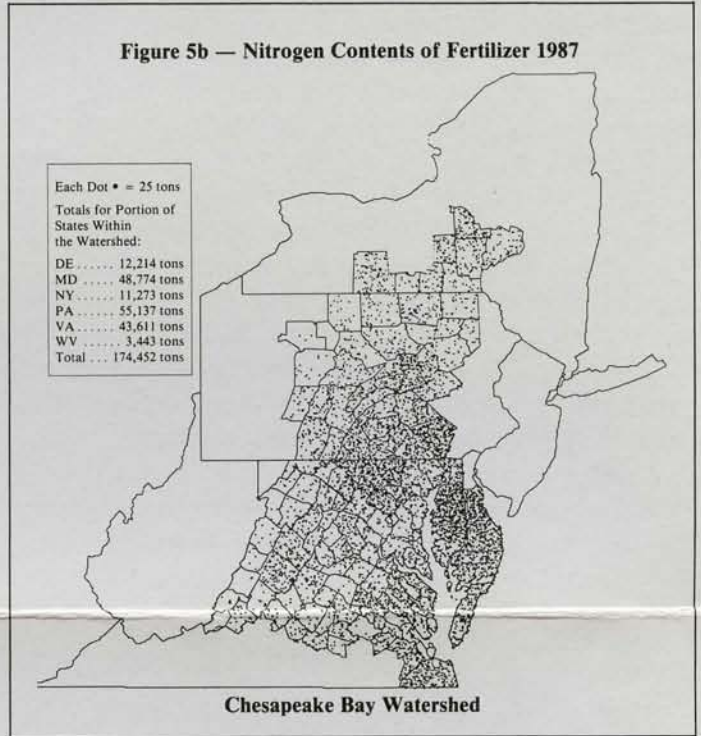 Figure 5b — Nitrogen Contents of Fertilizer 1987
Each Dot • = 25 tons
Totals for Portion of
States Within
the Watershed:
DE ...... 12,214 tons
MD ..... 48,774 tons
NY ...... 11,273 tons
PA ...... 55,137 tons
VA ...... 43,611 tons
WV ..... 3,443 tons
Total ... 174,452 tons
Chesapeake Bay Watershed